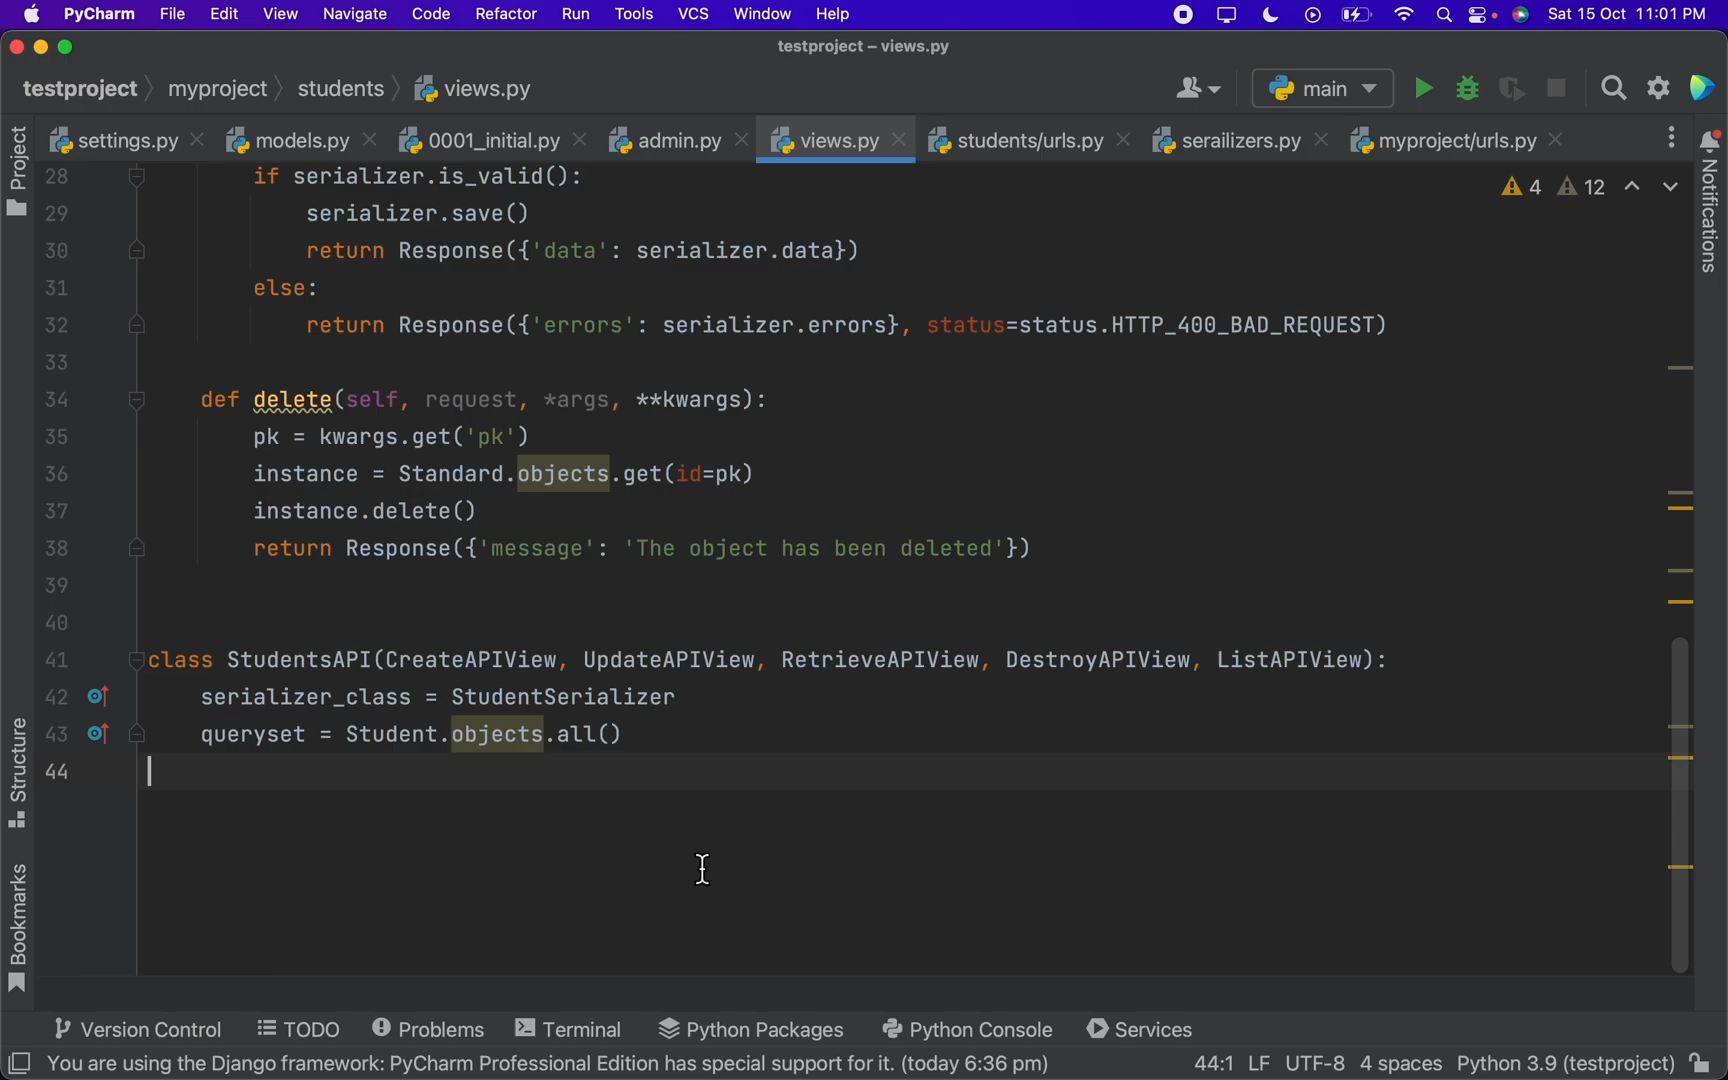 PyCharm File Edit View Navigate Code Refactor Run Tools VCS Window Help Sat 15 Oct 11:01 PM
testproject – views.py
testproject myproject students views.py main
settings.py models.py 0001_initial.py admin.py views.py students/urls.py serailizers.py myproject/urls.py
Project
Structure
Bookmarks
Notifications
4 12
28 if serializer.is_valid():
29 serializer.save()
30 return Response({'data': serializer.data})
31 else:
32 return Response({'errors': serializer.errors}, status=status.HTTP_400_BAD_REQUEST)
33
34 def delete(self, request, *args, **kwargs):
35 pk = kwargs.get('pk')
36 instance = Standard.objects.get(id=pk)
37 instance.delete()
38 return Response({'message': 'The object has been deleted'})
39
40
41 class StudentsAPI(CreateAPIView, UpdateAPIView, RetrieveAPIView, DestroyAPIView, ListAPIView):
42 serializer_class = StudentSerializer
43 queryset = Student.objects.all()
44
Version Control TODO Problems Terminal Python Packages Python Console Services
You are using the Django framework: PyCharm Professional Edition has special support for it. (today 6:36 pm) 44:1 LF UTF-8 4 spaces Python 3.9 (testproject)